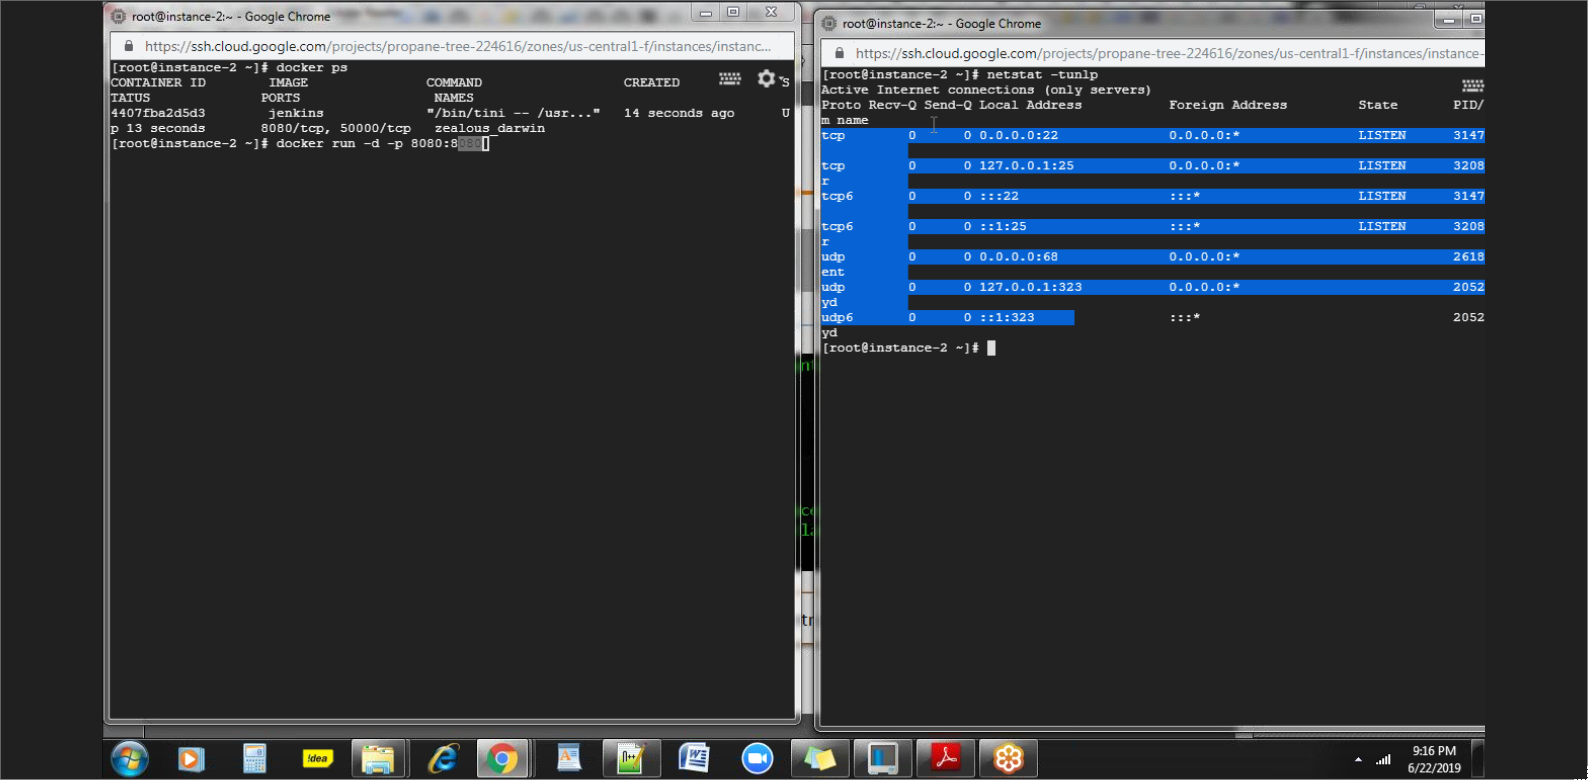 root@instance-2:~ - Google Chrome
https://ssh.cloud.google.com/projects/propane-tree-224616/zones/us-central1-f/instances/instanc...
[root@instance-2 ~]# docker ps
CONTAINER ID IMAGE COMMAND CREATED S
TATUS PORTS NAMES
4407fba2d5d3 jenkins "/bin/tini -- /usr..." 14 seconds ago U
p 13 seconds 8080/tcp, 50000/tcp zealous_darwin
[root@instance-2 ~]# docker run -d -p 8080:8080
root@instance-2:~ - Google Chrome
https://ssh.cloud.google.com/projects/propane-tree-224616/zones/us-central1-f/instances/instance-
[root@instance-2 ~]# netstat -tunlp
Active Internet connections (only servers)
Proto Recv-Q Send-Q Local Address Foreign Address State PID/
m name
tcp 0 0 0.0.0.0:22 0.0.0.0:* LISTEN 3147
tcp 0 0 127.0.0.1:25 0.0.0.0:* LISTEN 3208
r
tcp6 0 0 :::22 :::* LISTEN 3147
tcp6 0 0 ::1:25 :::* LISTEN 3208
r
udp 0 0 0.0.0.0:68 0.0.0.0:* 2618
ent
udp 0 0 127.0.0.1:323 0.0.0.0:* 2052
yd
udp6 0 0 ::1:323 :::* 2052
yd
[root@instance-2 ~]#
!dea
9:16 PM
6/22/2019